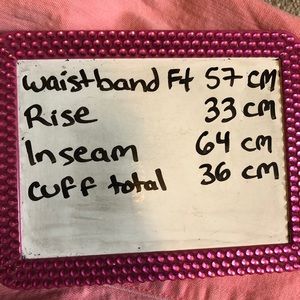 waistband Ft 57 cm
Rise 33 cm
Inseam 64 cm
cuff total 36 cm